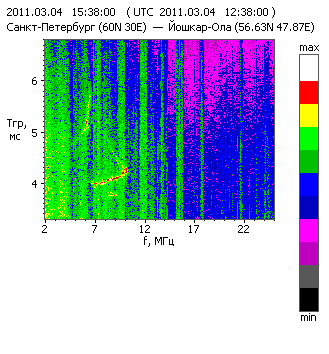 2011.03.04 15:38:00 (UTC 2011.03.04 12:38:00)
Санкт-Петербург (60N 30E) — Йошкар-Ола (56.63N 47.87E)
max
6
Tгр,
мс
5
4
2 7 12 17 22
f, МГц
min